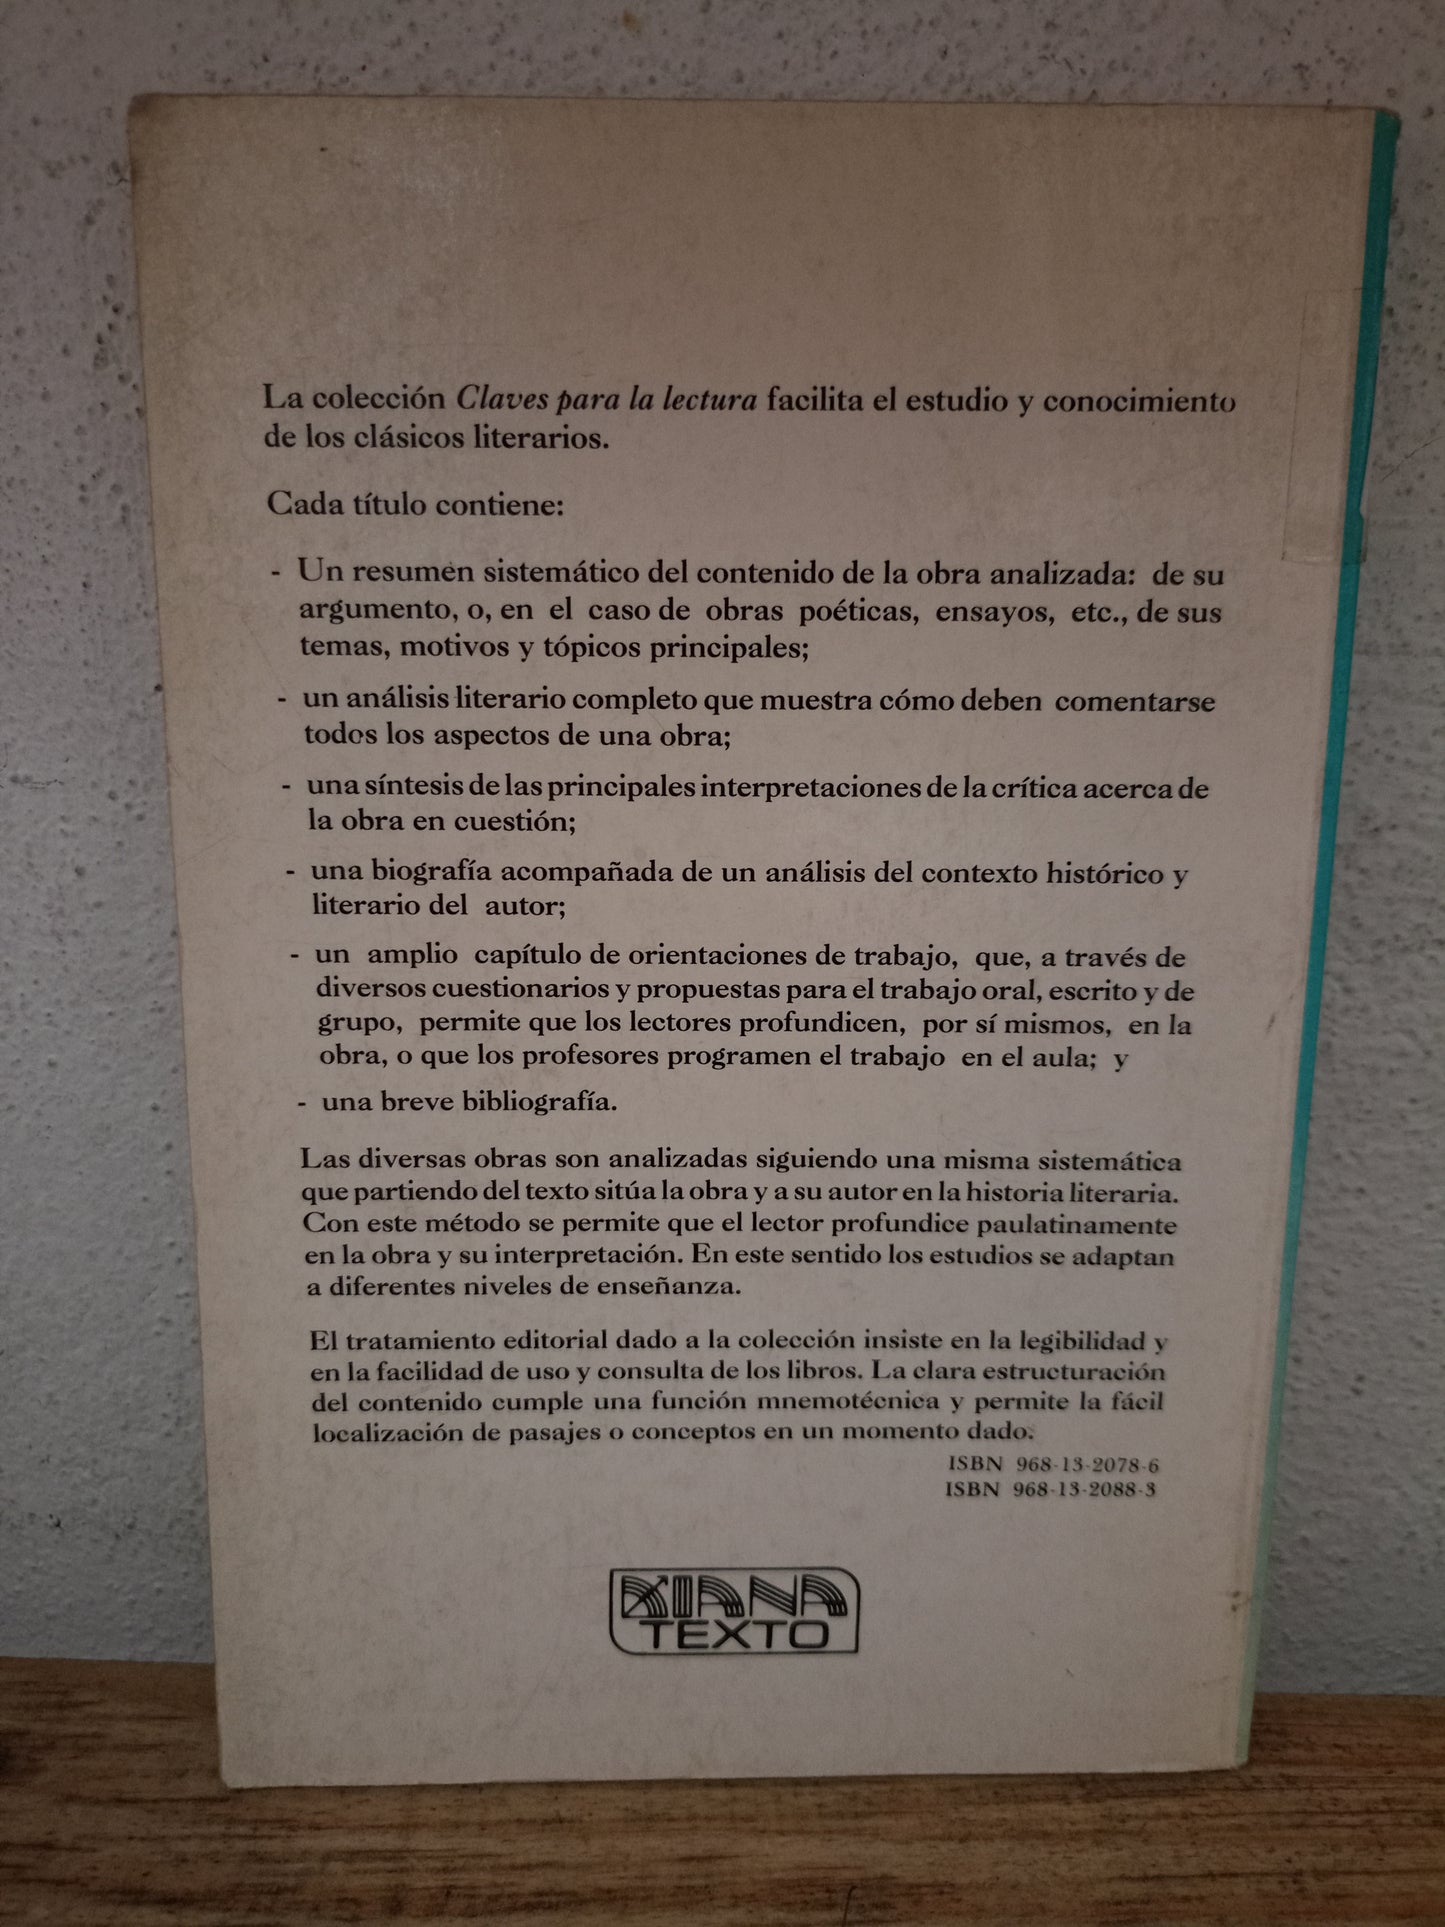 La colección Claves para la lectura facilita el estudio y conocimiento
de los clásicos literarios.
Cada título contiene:
- Un resumen sistemático del contenido de la obra analizada: de su
argumento, o, en el caso de obras poéticas, ensayos, etc., de sus
temas, motivos y tópicos principales;
- un análisis literario completo que muestra cómo deben comentarse
todos los aspectos de una obra;
- una síntesis de las principales interpretaciones de la crítica acerca de
la obra en cuestión;
- una biografía acompañada de un análisis del contexto histórico y
literario del autor;
- un amplio capítulo de orientaciones de trabajo, que, a través de
diversos cuestionarios y propuestas para el trabajo oral, escrito y de
grupo, permite que los lectores profundicen, por sí mismos, en la
obra, o que los profesores programen el trabajo en el aula; y
- una breve bibliografía.
Las diversas obras son analizadas siguiendo una misma sistemática
que partiendo del texto sitúa la obra y a su autor en la historia literaria.
Con este método se permite que el lector profundice paulatinamente
en la obra y su interpretación. En este sentido los estudios se adaptan
a diferentes niveles de enseñanza.
El tratamiento editorial dado a la colección insiste en la legibilidad y
en la facilidad de uso y consulta de los libros. La clara estructuración
del contenido cumple una función mnemotécnica y permite la fácil
localización de pasajes o conceptos en un momento dado.
ISBN 968-13-2078-6
ISBN 968-13-2088-3
DIANA
TEXTO